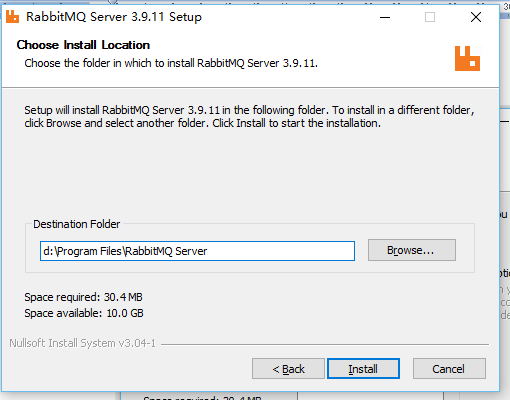 RabbitMQ Server 3.9.11 Setup
Choose Install Location
Choose the folder in which to install RabbitMQ Server 3.9.11.
Setup will install RabbitMQ Server 3.9.11 in the following folder. To install in a different folder,
click Browse and select another folder. Click Install to start the installation.
Destination Folder
d:\Program Files\RabbitMQ Server
Browse...
Space required: 30.4 MB
Space available: 10.0 GB
Nullsoft Install System v3.04-1
< Back
Install
Cancel